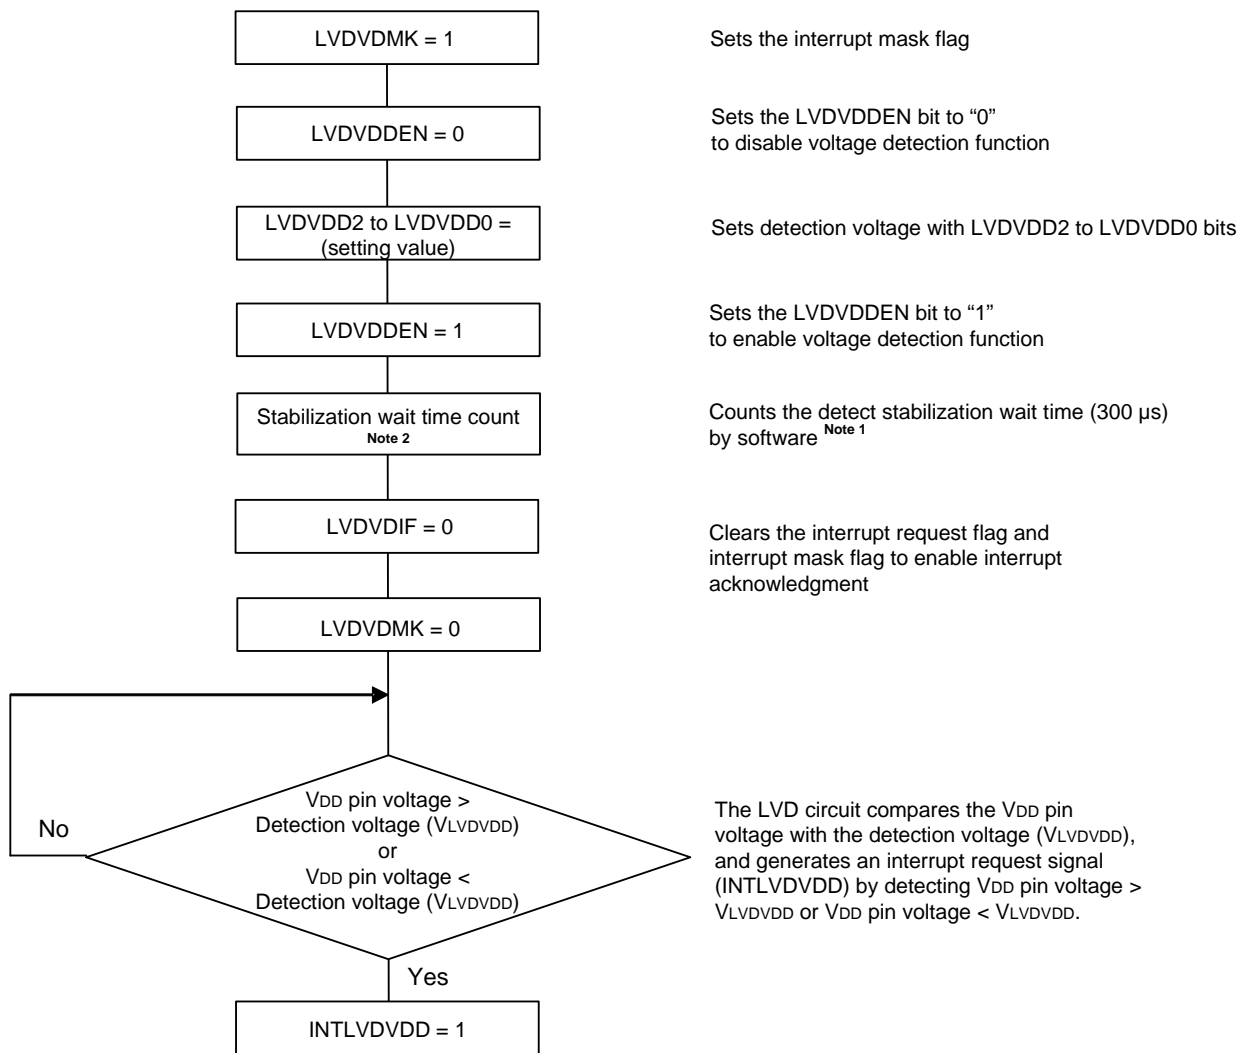 LVDVDMK = 1
Sets the interrupt mask flag
LVDVDDEN = 0
Sets the LVDVDDEN bit to “0”
to disable voltage detection function
LVDVDD2 to LVDVDD0 =
(setting value)
Sets detection voltage with LVDVDD2 to LVDVDD0 bits
LVDVDDEN = 1
Sets the LVDVDDEN bit to “1”
to enable voltage detection function
Stabilization wait time count
Note 2
Counts the detect stabilization wait time (300 µs)
by software Note 1
LVDVDIF = 0
Clears the interrupt request flag and
interrupt mask flag to enable interrupt
acknowledgment
LVDVDMK = 0
No
VDD pin voltage >
Detection voltage (VLVDVDD)
or
VDD pin voltage <
Detection voltage (VLVDVDD)
The LVD circuit compares the VDD pin
voltage with the detection voltage (VLVDVDD),
and generates an interrupt request signal
(INTLVDVDD) by detecting VDD pin voltage >
VLVDVDD or VDD pin voltage < VLVDVDD.
Yes
INTLVDVDD = 1